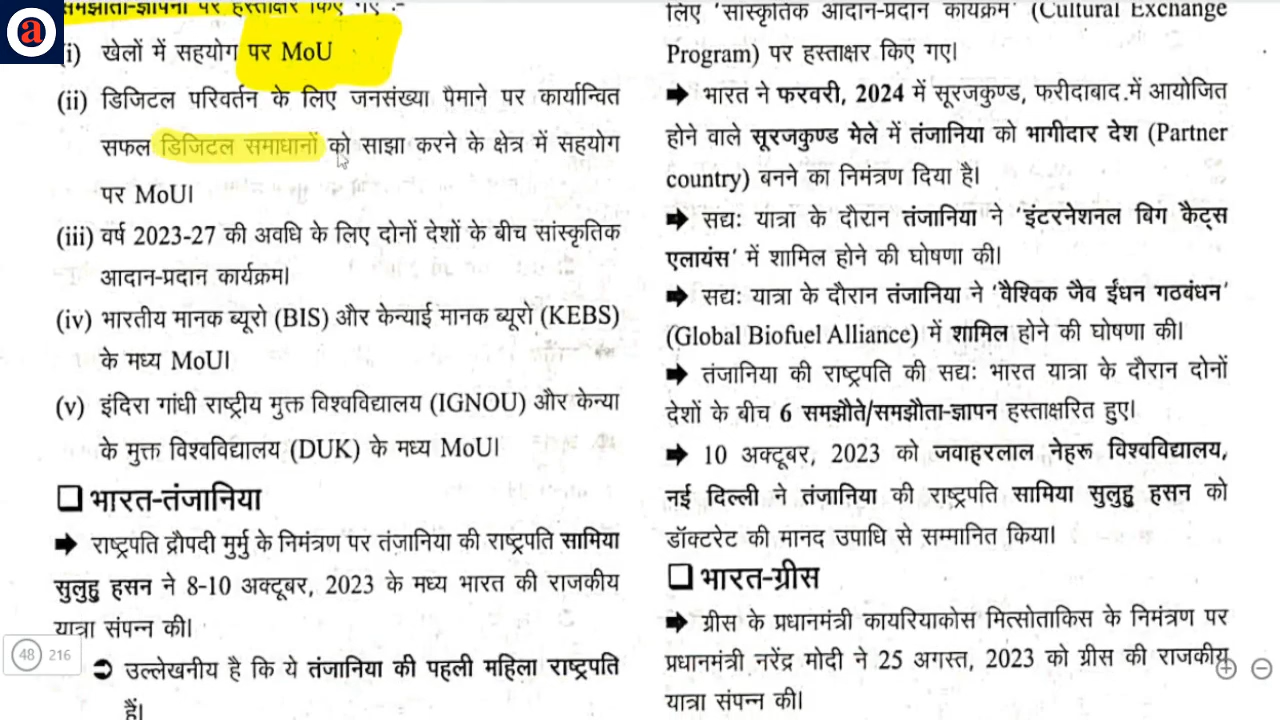 a
समझौता-ज्ञापनों पर हस्ताक्षर किए गए :-
(i) खेलों में सहयोग पर MoU
(ii) डिजिटल परिवर्तन के लिए जनसंख्या पैमाने पर कार्यान्वित
सफल डिजिटल समाधानों को साझा करने के क्षेत्र में सहयोग
पर MoU।
(iii) वर्ष 2023-27 की अवधि के लिए दोनों देशों के बीच सांस्कृतिक
आदान-प्रदान कार्यक्रम।
(iv) भारतीय मानक ब्यूरो (BIS) और केन्याई मानक ब्यूरो (KEBS)
के मध्य MoU।
(v) इंदिरा गांधी राष्ट्रीय मुक्त विश्वविद्यालय (IGNOU) और केन्या
के मुक्त विश्वविद्यालय (DUK) के मध्य MoU।
❑ भारत-तंजानिया
➡ राष्ट्रपति द्रौपदी मुर्मु के निमंत्रण पर तंजानिया की राष्ट्रपति सामिया
सुलुहु हसन ने 8-10 अक्टूबर, 2023 के मध्य भारत की राजकीय
यात्रा संपन्न की।
➲ उल्लेखनीय है कि ये तंजानिया की पहली महिला राष्ट्रपति
हैं।
48 216
लिए 'सांस्कृतिक आदान-प्रदान कार्यक्रम' (Cultural Exchange
Program) पर हस्ताक्षर किए गए।
➡ भारत ने फरवरी, 2024 में सूरजकुण्ड, फरीदाबाद में आयोजित
होने वाले सूरजकुण्ड मेले में तंजानिया को भागीदार देश (Partner
country) बनने का निमंत्रण दिया है।
➡ सद्यः यात्रा के दौरान तंजानिया ने 'इंटरनेशनल बिग कैट्स
एलायंस' में शामिल होने की घोषणा की।
➡ सद्यः यात्रा के दौरान तंजानिया ने 'वैश्विक जैव ईंधन गठबंधन'
(Global Biofuel Alliance) में शामिल होने की घोषणा की।
➡ तंजानिया की राष्ट्रपति की सद्यः भारत यात्रा के दौरान दोनों
देशों के बीच 6 समझौते/समझौता-ज्ञापन हस्ताक्षरित हुए।
➡ 10 अक्टूबर, 2023 को जवाहरलाल नेहरू विश्वविद्यालय,
नई दिल्ली ने तंजानिया की राष्ट्रपति सामिया सुलुहु हसन को
डॉक्टरेट की मानद उपाधि से सम्मानित किया।
❑ भारत-ग्रीस
➡ ग्रीस के प्रधानमंत्री कायरियाकोस मित्सोताकिस के निमंत्रण पर
प्रधानमंत्री नरेंद्र मोदी ने 25 अगस्त, 2023 को ग्रीस की राजकीय
यात्रा संपन्न की।